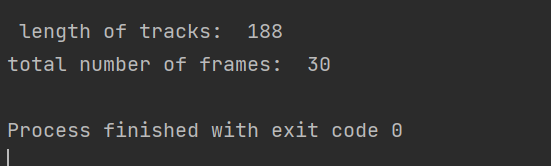 length of tracks:  188
total number of frames:  30
Process finished with exit code 0